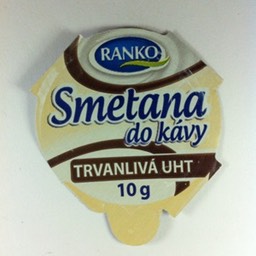 RANKO
Smetana
do kávy
TRVANLIVÁ UHT
10 g